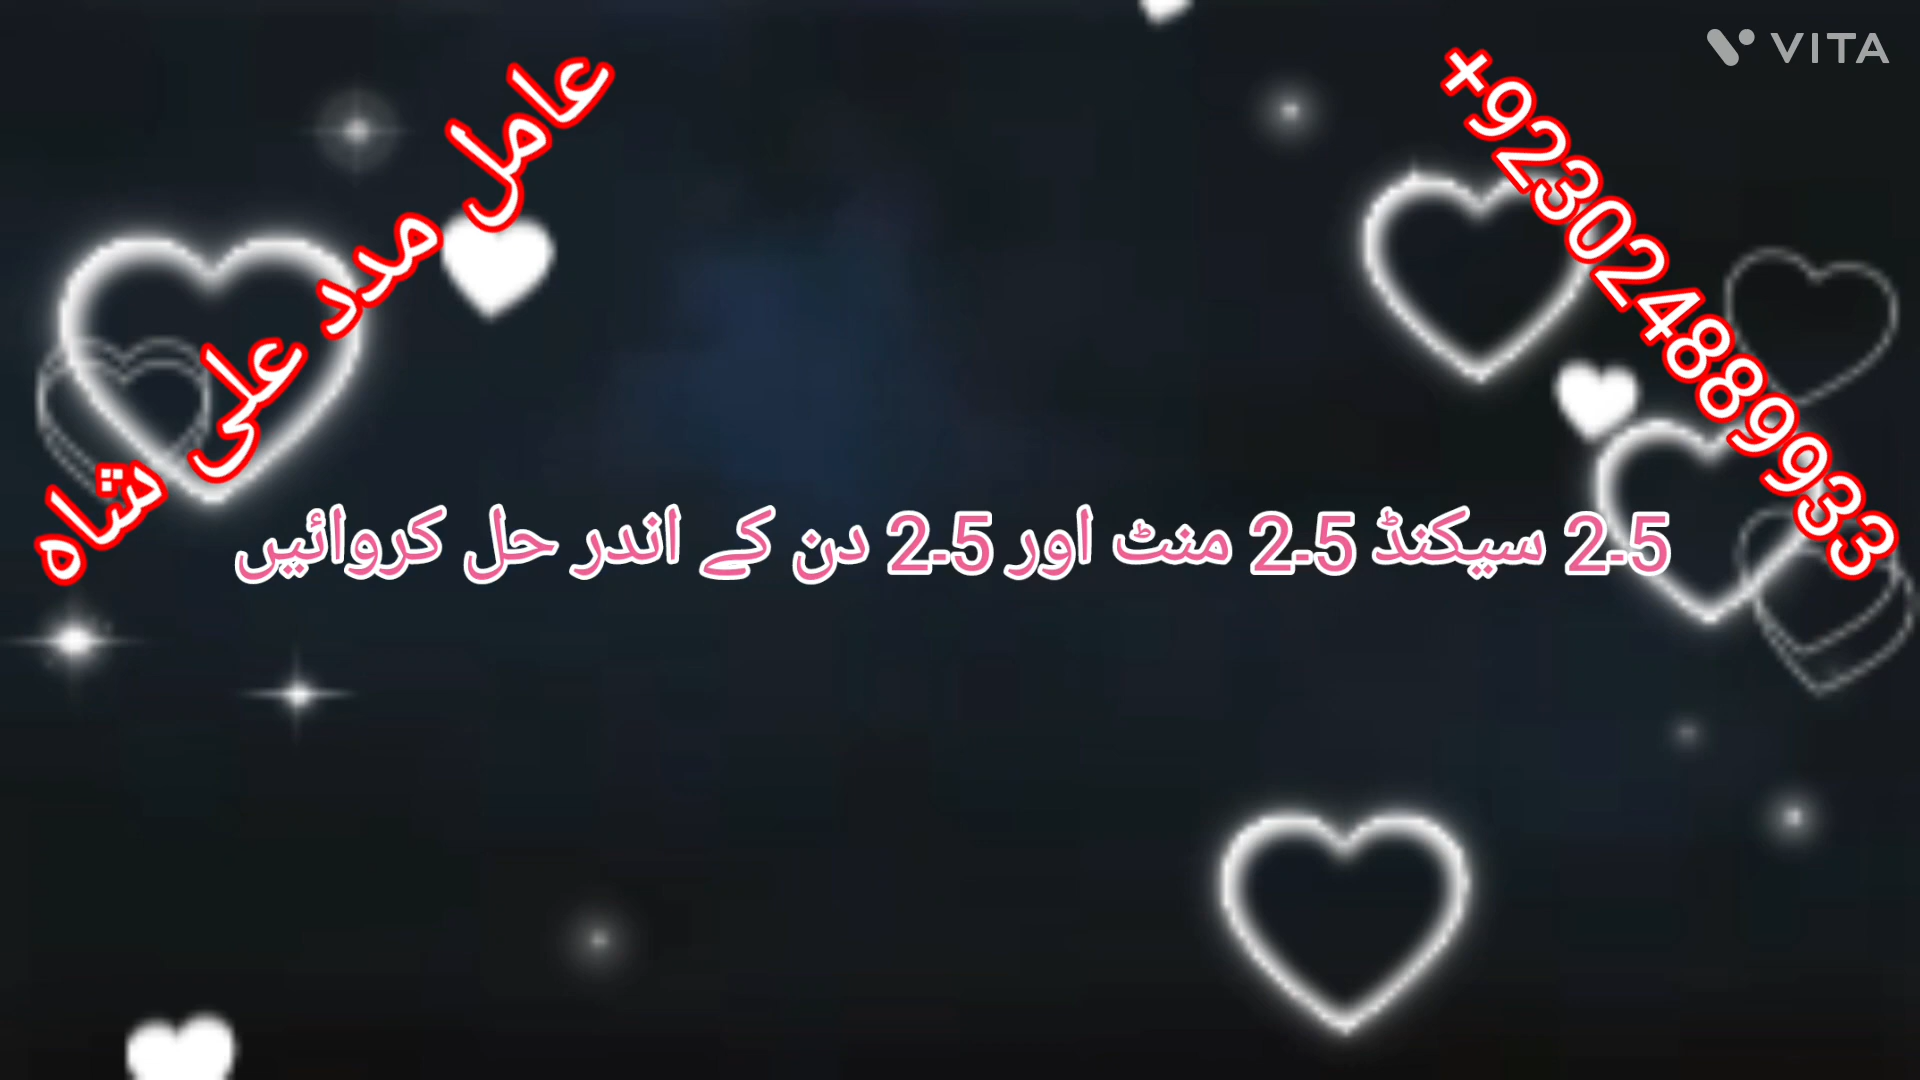 عامل مدد علی شاہ
+923024889933
VITA
2-5 سیکنڈ 5-2 منٹ اور 5-2 دن کے اندر حل کروائیں